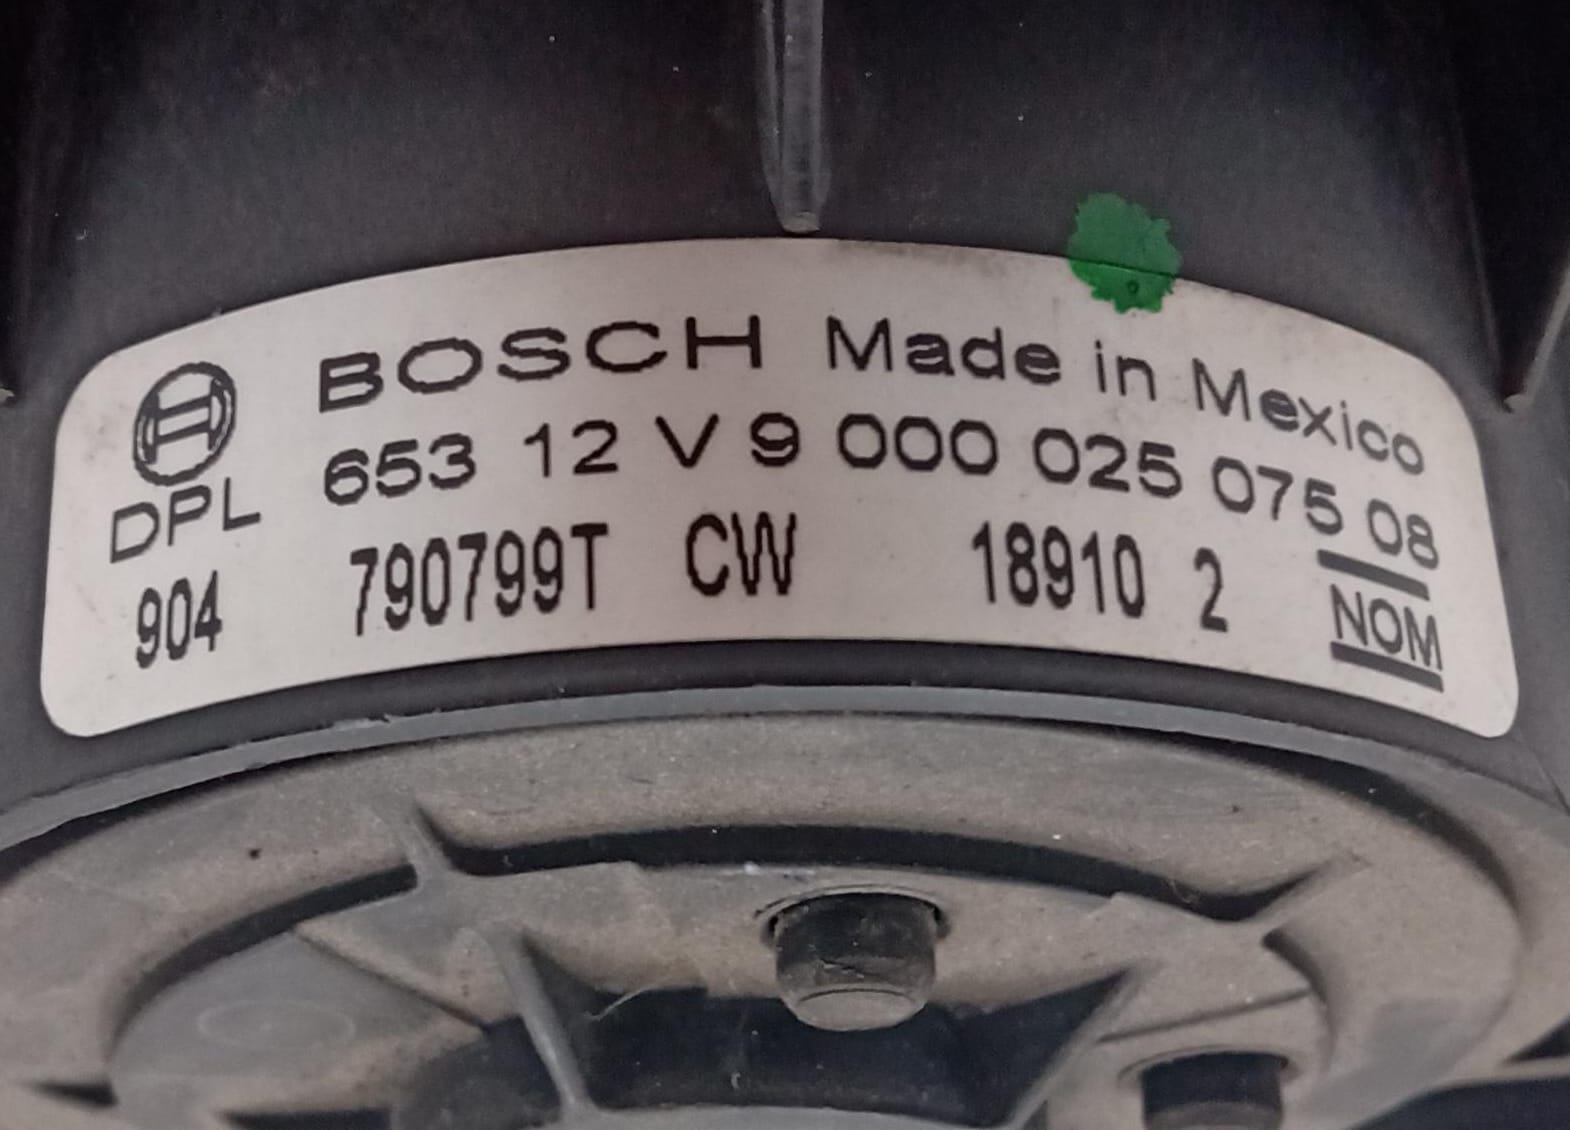 BOSCH Made in Mexico
DPL 653 12 V 9 000 025 075 08
904 790799T CW 18910 2 NOM